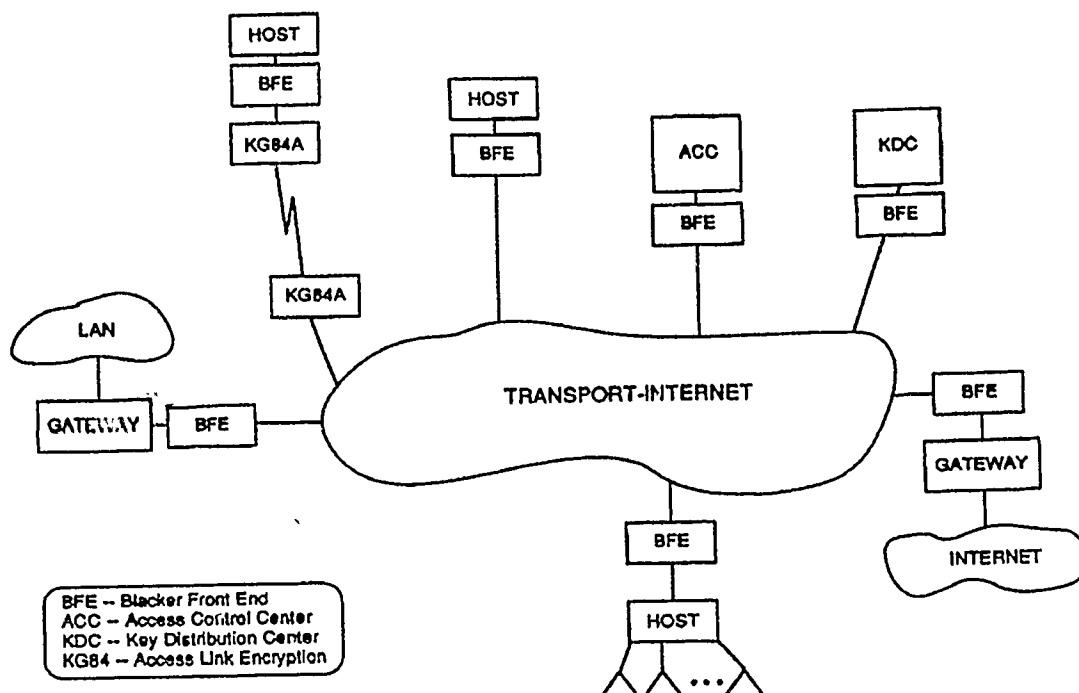 HOST
BFE
KG84A
HOST
BFE
ACC
BFE
KDC
BFE
KG84A
LAN
GATEWAY
BFE
TRANSPORT-INTERNET
BFE
GATEWAY
INTERNET
BFE
HOST
BFE -- Blacker Front End
ACC -- Access Control Center
KDC -- Key Distribution Center
KG84 -- Access Link Encryption